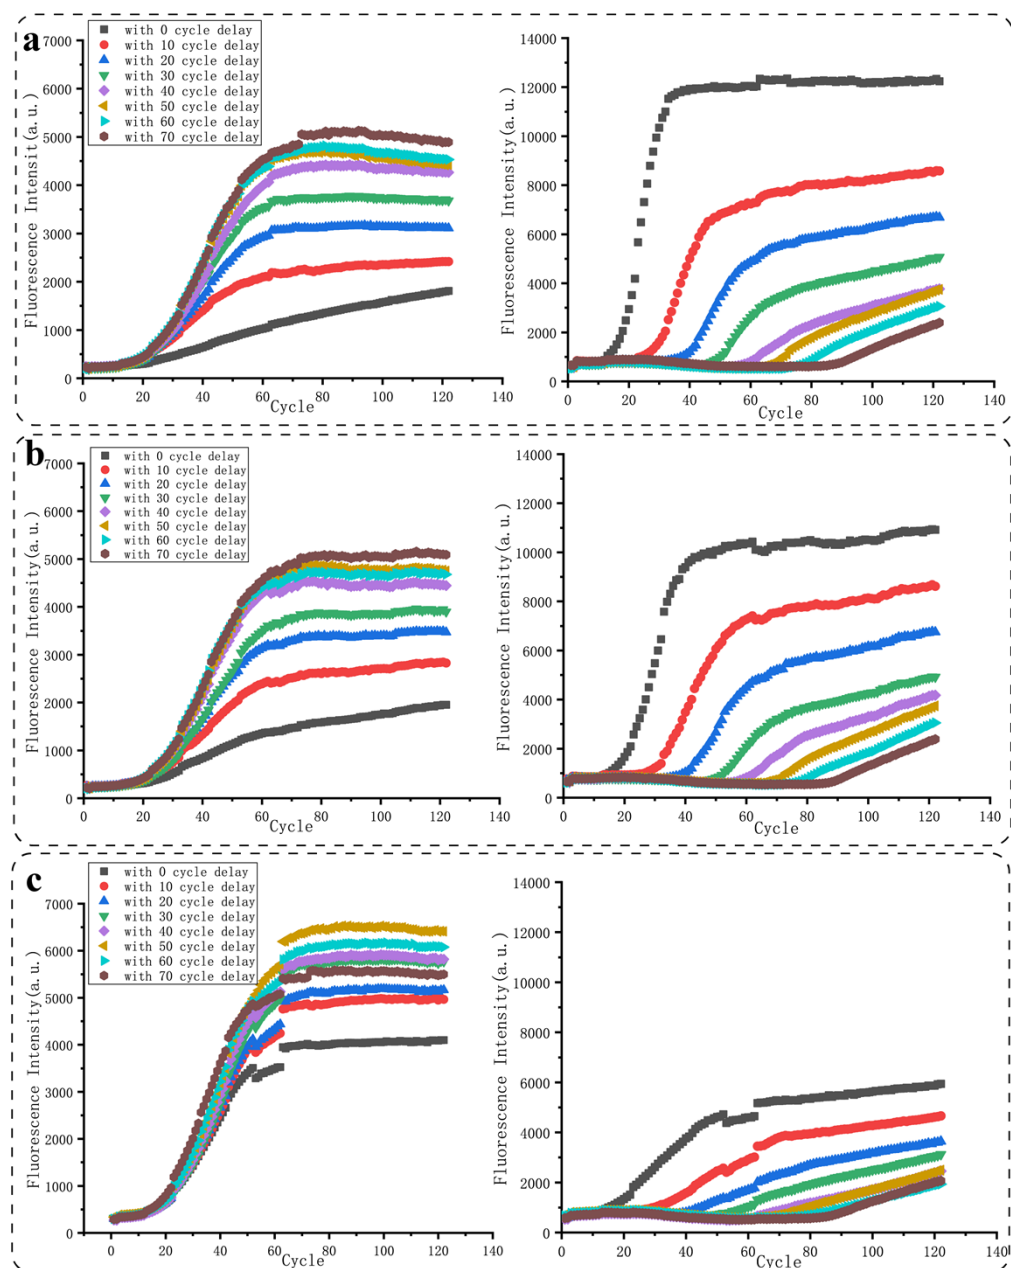 a
Fluorescence Intensit(a.u.)
7000
6000
5000
4000
3000
2000
1000
0
with 0 cycle delay
with 10 cycle delay
with 20 cycle delay
with 30 cycle delay
with 40 cycle delay
with 50 cycle delay
with 60 cycle delay
with 70 cycle delay
0 20 40 60 80 100 120 140
Cycle
Fluorescence Intensity(a.u.)
14000
12000
10000
8000
6000
4000
2000
0
0 20 40 60 80 100 120 140
Cycle
b
Fluorescence Intensity(a.u.)
7000
6000
5000
4000
3000
2000
1000
0
with 0 cycle delay
with 10 cycle delay
with 20 cycle delay
with 30 cycle delay
with 40 cycle delay
with 50 cycle delay
with 60 cycle delay
with 70 cycle delay
0 20 40 60 80 100 120 140
Cycle
Fluorescence Intensity(a.u.)
14000
12000
10000
8000
6000
4000
2000
0
0 20 40 60 80 100 120 140
Cycle
c
Fluorescence Intensity(a.u.)
7000
6000
5000
4000
3000
2000
1000
0
with 0 cycle delay
with 10 cycle delay
with 20 cycle delay
with 30 cycle delay
with 40 cycle delay
with 50 cycle delay
with 60 cycle delay
with 70 cycle delay
0 20 40 60 80 100 120 140
Cycle
Fluorescence Intensity(a.u.)
14000
12000
10000
8000
6000
4000
2000
0
0 20 40 60 80 100 120 140
Cycle